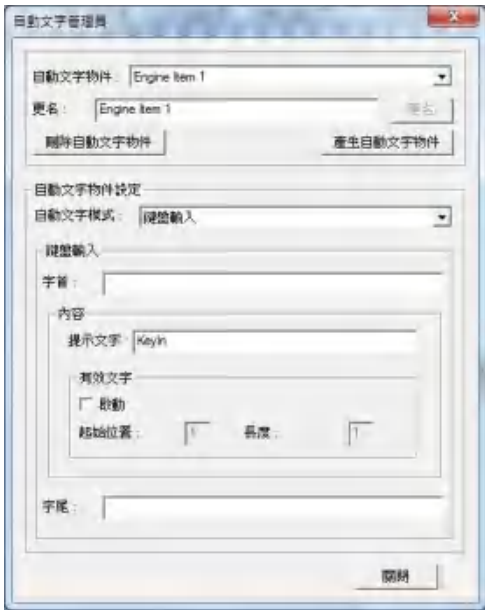 自動文字管理員
自動文字物件： Engine Item 1
更名： Engine Item 1 更名
刪除自動文字物件 產生自動文字物件
自動文字物件設定
自動文字模式： 鍵盤輸入
鍵盤輸入
字首：
內容
提示文字： KeyIn
有效文字
啟動
起始位置： 1 長度： 1
字尾：
關閉